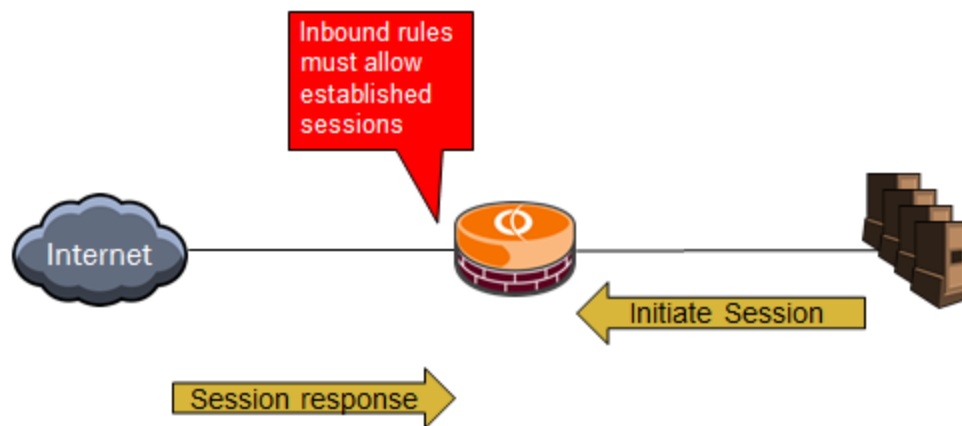 Inbound rules
must allow
established
sessions
Internet
Initiate Session
Session response